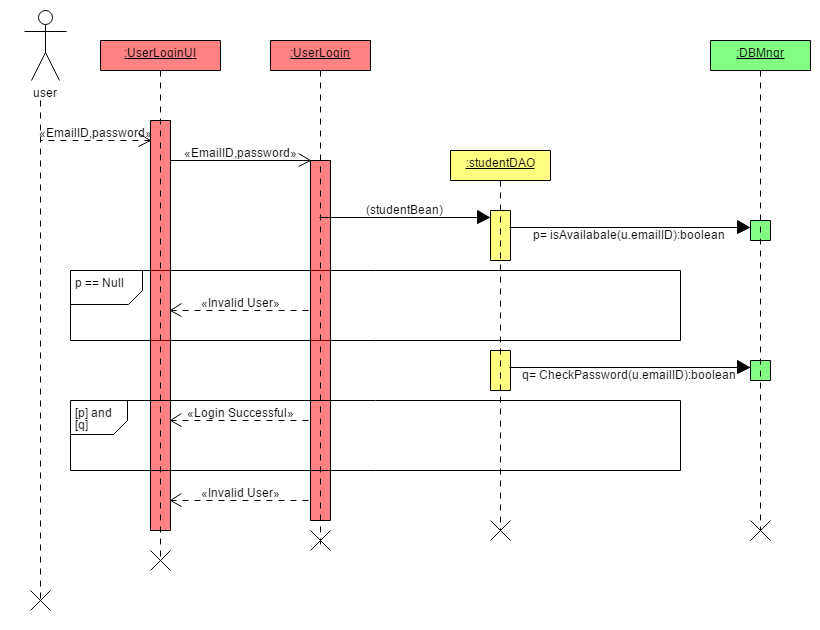 :UserLoginUI
:UserLogin
:DBMngr
user
«EmailID,password»
«EmailID,password»
:studentDAO
(studentBean)
p= isAvailabale(u.emailID):boolean
p == Null
«Invalid User»
q= CheckPassword(u.emailID):boolean
[p] and
[q]
«Login Successful»
«Invalid User»